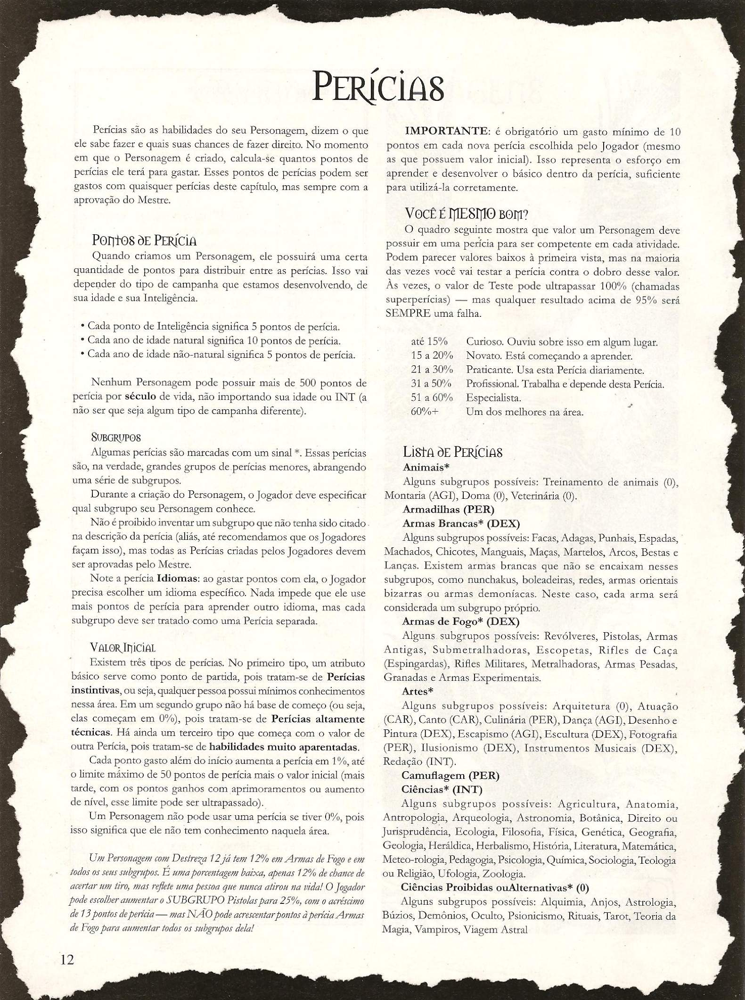 PERÍCIAS
Perícias são as habilidades do seu Personagem, dizem o que
ele sabe fazer e quais suas chances de fazer direito. No momento
em que o Personagem é criado, calcula-se quantos pontos de
perícias ele terá para gastar. Esses pontos de perícias podem ser
gastos com quaisquer perícias deste capítulo, mas sempre com a
aprovação do Mestre.
PONTOS DE PERÍCIA
Quando criamos um Personagem, ele possuirá uma certa
quantidade de pontos para distribuir entre as perícias. Isso vai
depender do tipo de campanha que estamos desenvolvendo, de
sua idade e sua Inteligência.
• Cada ponto de Inteligência significa 5 pontos de perícia.
• Cada ano de idade natural significa 10 pontos de perícia.
• Cada ano de idade não-natural significa 5 pontos de perícia.
Nenhum Personagem pode possuir mais de 500 pontos de
perícia por século de vida, não importando sua idade ou INT (a
não ser que seja algum tipo de campanha diferente).
SUBGRUPOS
Algumas perícias são marcadas com um sinal *. Essas perícias
são, na verdade, grandes grupos de perícias menores, abrangendo
uma série de subgrupos.
Durante a criação do Personagem, o Jogador deve especificar
qual subgrupo seu Personagem conhece.
Não é proibido inventar um subgrupo que não tenha sido citado
na descrição da perícia (aliás, até recomendamos que os Jogadores
façam isso), mas todas as Perícias criadas pelos Jogadores devem
ser aprovadas pelo Mestre.
Note a perícia Idiomas: ao gastar pontos com ela, o Jogador
precisa escolher um idioma específico. Nada impede que ele use
mais pontos de perícia para aprender outro idioma, mas cada
subgrupo deve ser tratado como uma Perícia separada.
VALOR INICIAL
Existem três tipos de perícias. No primeiro tipo, um atributo
básico serve como ponto de partida, pois tratam-se de Perícias
instintivas, ou seja, qualquer pessoa possui mínimos conhecimentos
nessa área. Em um segundo grupo não há base de começo (ou seja,
elas começam em 0%), pois tratam-se de Perícias altamente
técnicas. Há ainda um terceiro tipo que começa com o valor de
outra Perícia, pois tratam-se de habilidades muito aparentadas.
Cada ponto gasto além do início aumenta a perícia em 1%, até
o limite máximo de 50 pontos de perícia mais o valor inicial (mais
tarde, com os pontos ganhos com aprimoramentos ou aumento
de nível, esse limite pode ser ultrapassado).
Um Personagem não pode usar uma perícia se tiver 0%, pois
isso significa que ele não tem conhecimento naquela área.
Um Personagem com Destreza 12 já tem 12% em Armas de Fogo e em
todos os seus subgrupos. É uma porcentagem baixa, apenas 12% de chance de
acertar um tiro, mas reflete uma pessoa que nunca atirou na vida! O Jogador
pode escolher aumentar o SUBGRUPO Pistolas para 25%, com o acréscimo
de 13 pontos de perícia — mas NÃO pode acrescentar pontos à perícia Armas
de Fogo para aumentar todos os subgrupos dela!
IMPORTANTE: é obrigatório um gasto mínimo de 10
pontos em cada nova perícia escolhida pelo Jogador (mesmo
as que possuem valor inicial). Isso representa o esforço em
aprender e desenvolver o básico dentro da perícia, suficiente
para utilizá-la corretamente.
VOCÊ É MESMO BOM?
O quadro seguinte mostra que valor um Personagem deve
possuir em uma perícia para ser competente em cada atividade.
Podem parecer valores baixos à primeira vista, mas na maioria
das vezes você vai testar a perícia contra o dobro desse valor.
Às vezes, o valor de Teste pode ultrapassar 100% (chamadas
superperícias) — mas qualquer resultado acima de 95% será
SEMPRE uma falha.
até 15% Curioso. Ouviu sobre isso em algum lugar.
15 a 20% Novato. Está começando a aprender.
21 a 30% Praticante. Usa esta Perícia diariamente.
31 a 50% Profissional. Trabalha e depende desta Perícia.
51 a 60% Especialista.
60%+ Um dos melhores na área.
LISTA DE PERÍCIAS
Animais*
Alguns subgrupos possíveis: Treinamento de animais (0),
Montaria (AGI), Doma (0), Veterinária (0).
Armadilhas (PER)
Armas Brancas* (DEX)
Alguns subgrupos possíveis: Facas, Adagas, Punhais, Espadas,
Machados, Chicotes, Manguais, Maças, Martelos, Arcos, Bestas e
Lanças. Existem armas brancas que não se encaixam nesses
subgrupos, como nunchakus, boleadeiras, redes, armas orientais
bizarras ou armas demoníacas. Neste caso, cada arma será
considerada um subgrupo próprio.
Armas de Fogo* (DEX)
Alguns subgrupos possíveis: Revólveres, Pistolas, Armas
Antigas, Submetralhadoras, Escopetas, Rifles de Caça
(Espingardas), Rifles Militares, Metralhadoras, Armas Pesadas,
Granadas e Armas Experimentais.
Artes*
Alguns subgrupos possíveis: Arquitetura (0), Atuação
(CAR), Canto (CAR), Culinária (PER), Dança (AGI), Desenho e
Pintura (DEX), Escapismo (AGI), Escultura (DEX), Fotografia
(PER), Ilusionismo (DEX), Instrumentos Musicais (DEX),
Redação (INT).
Camuflagem (PER)
Ciências* (INT)
Alguns subgrupos possíveis: Agricultura, Anatomia,
Antropologia, Arqueologia, Astronomia, Botânica, Direito ou
Jurisprudência, Ecologia, Filosofia, Física, Genética, Geografia,
Geologia, Heráldica, Herbalismo, História, Literatura, Matemática,
Meteo-rologia, Pedagogia, Psicologia, Química, Sociologia, Teologia
ou Religião, Ufologia, Zoologia.
Ciências Proibidas ouAlternativas* (0)
Alguns subgrupos possíveis: Alquimia, Anjos, Astrologia,
Búzios, Demônios, Oculto, Psionicismo, Rituais, Tarot, Teoria da
Magia, Vampiros, Viagem Astral
12